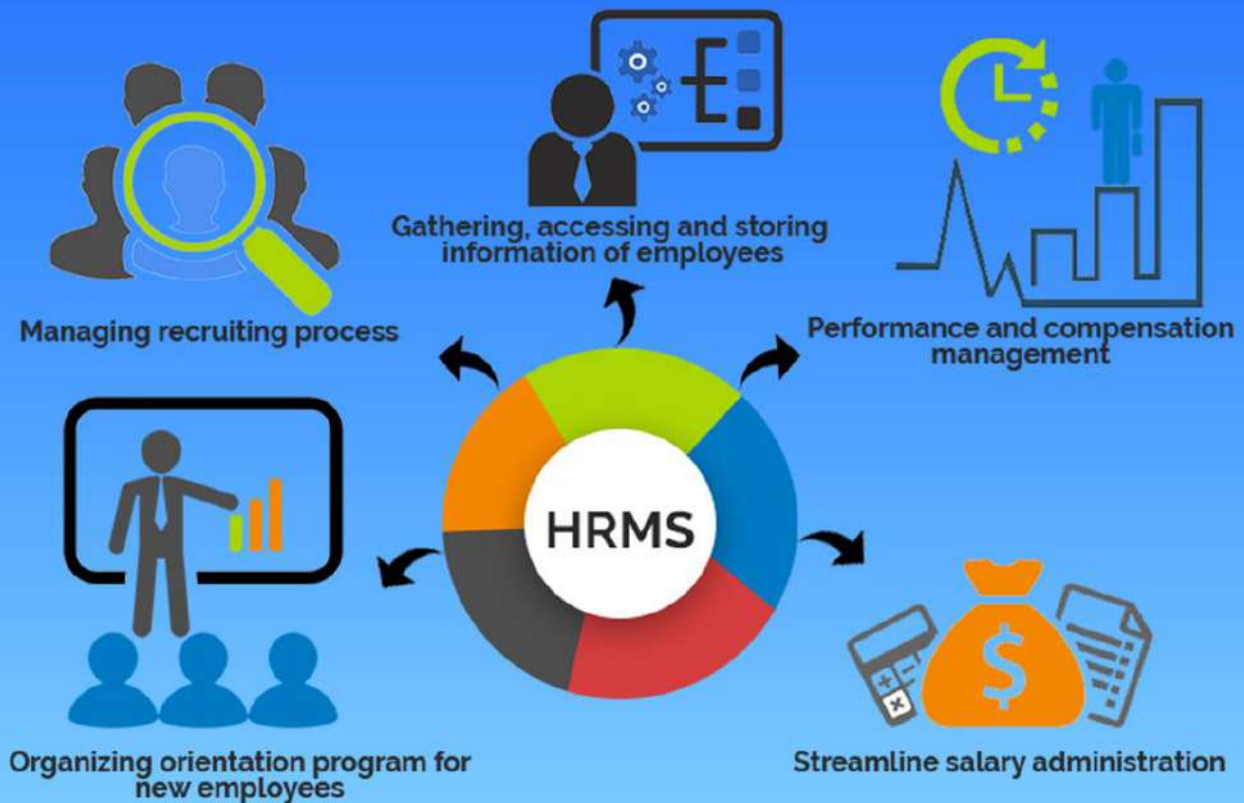 Gathering, accessing and storing
information of employees
Managing recruiting process
Performance and compensation
management
HRMS
$
Organizing orientation program for
new employees
Streamline salary administration